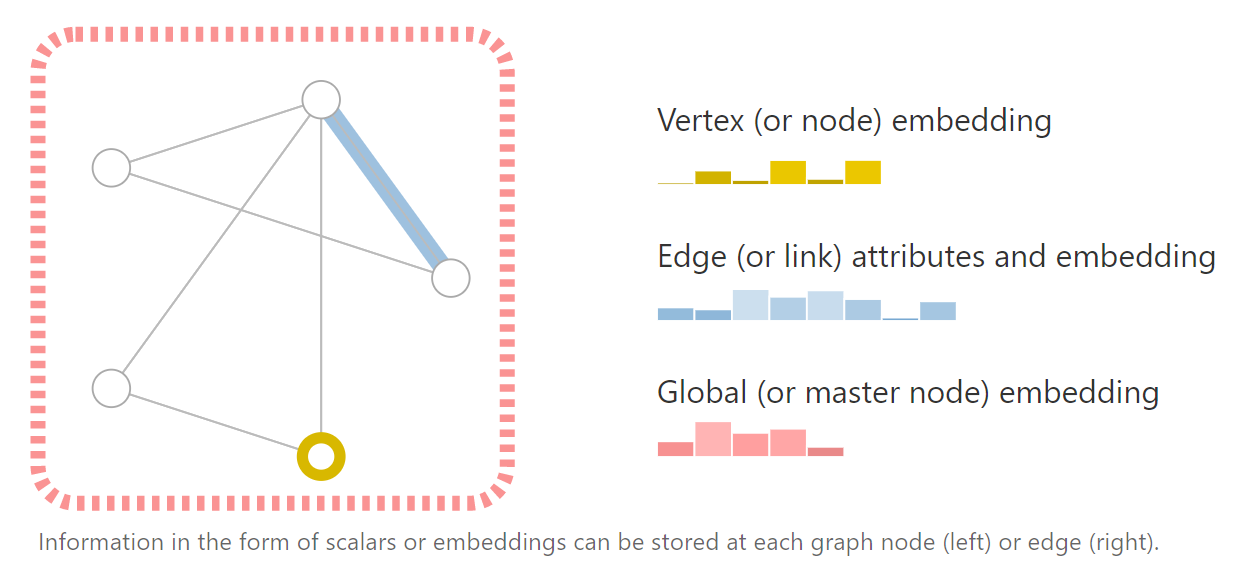 Vertex (or node) embedding
Edge (or link) attributes and embedding
Global (or master node) embedding
Information in the form of scalars or embeddings can be stored at each graph node (left) or edge (right).